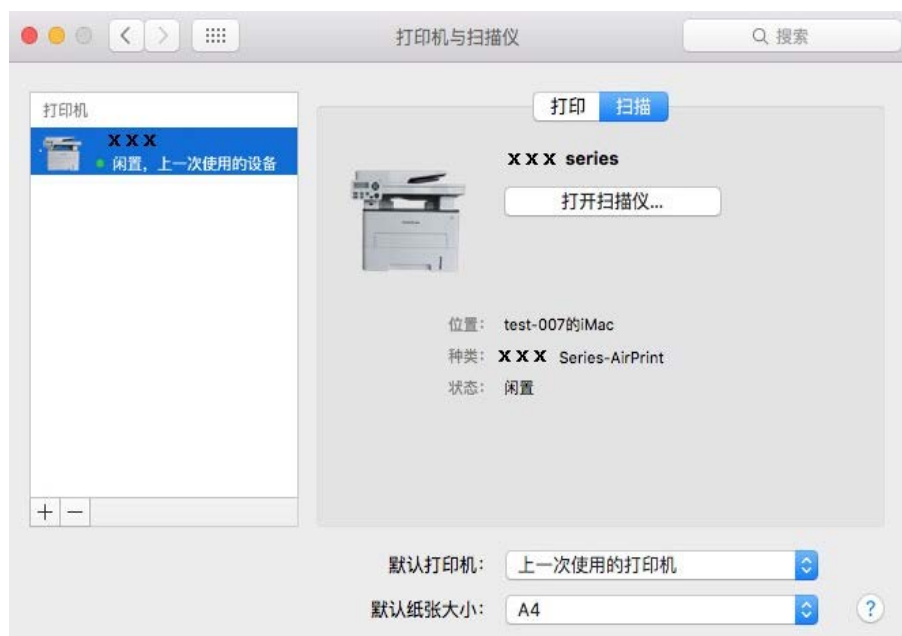 打印机与扫描仪
搜索
打印机
X X X
闲置，上一次使用的设备
打印 扫描
X X X series
打开扫描仪...
位置： test-007的iMac
种类： X X X Series-AirPrint
状态： 闲置
默认打印机： 上一次使用的打印机
默认纸张大小： A4
?